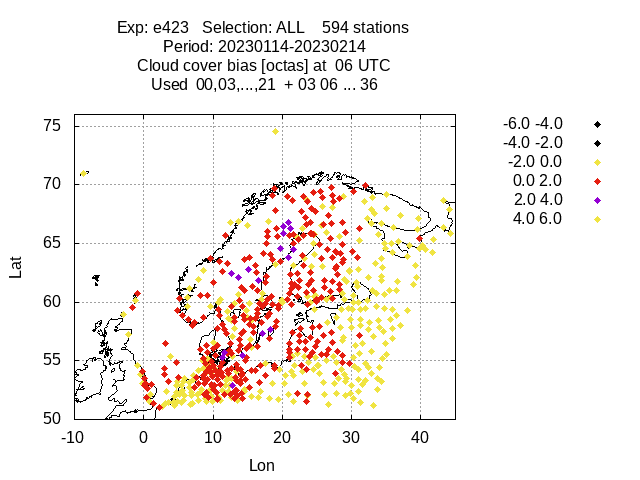 Exp: e423 Selection: ALL 594 stations
Period: 20230114-20230214
Cloud cover bias [octas] at 06 UTC
Used 00,03,...,21 + 03 06 ... 36
-6.0 -4.0
-4.0 -2.0
-2.0 0.0
0.0 2.0
2.0 4.0
4.0 6.0
75
70
65
60
55
50
Lat
-10 0 10 20 30 40
Lon